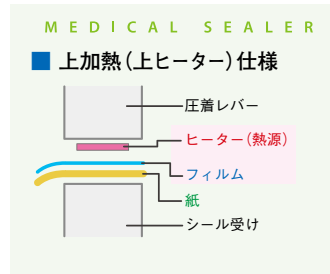 MEDICAL SEALER
■ 上加熱(上ヒーター)仕様
圧着レバー
ヒーター(熱源)
フィルム
紙
シール受け